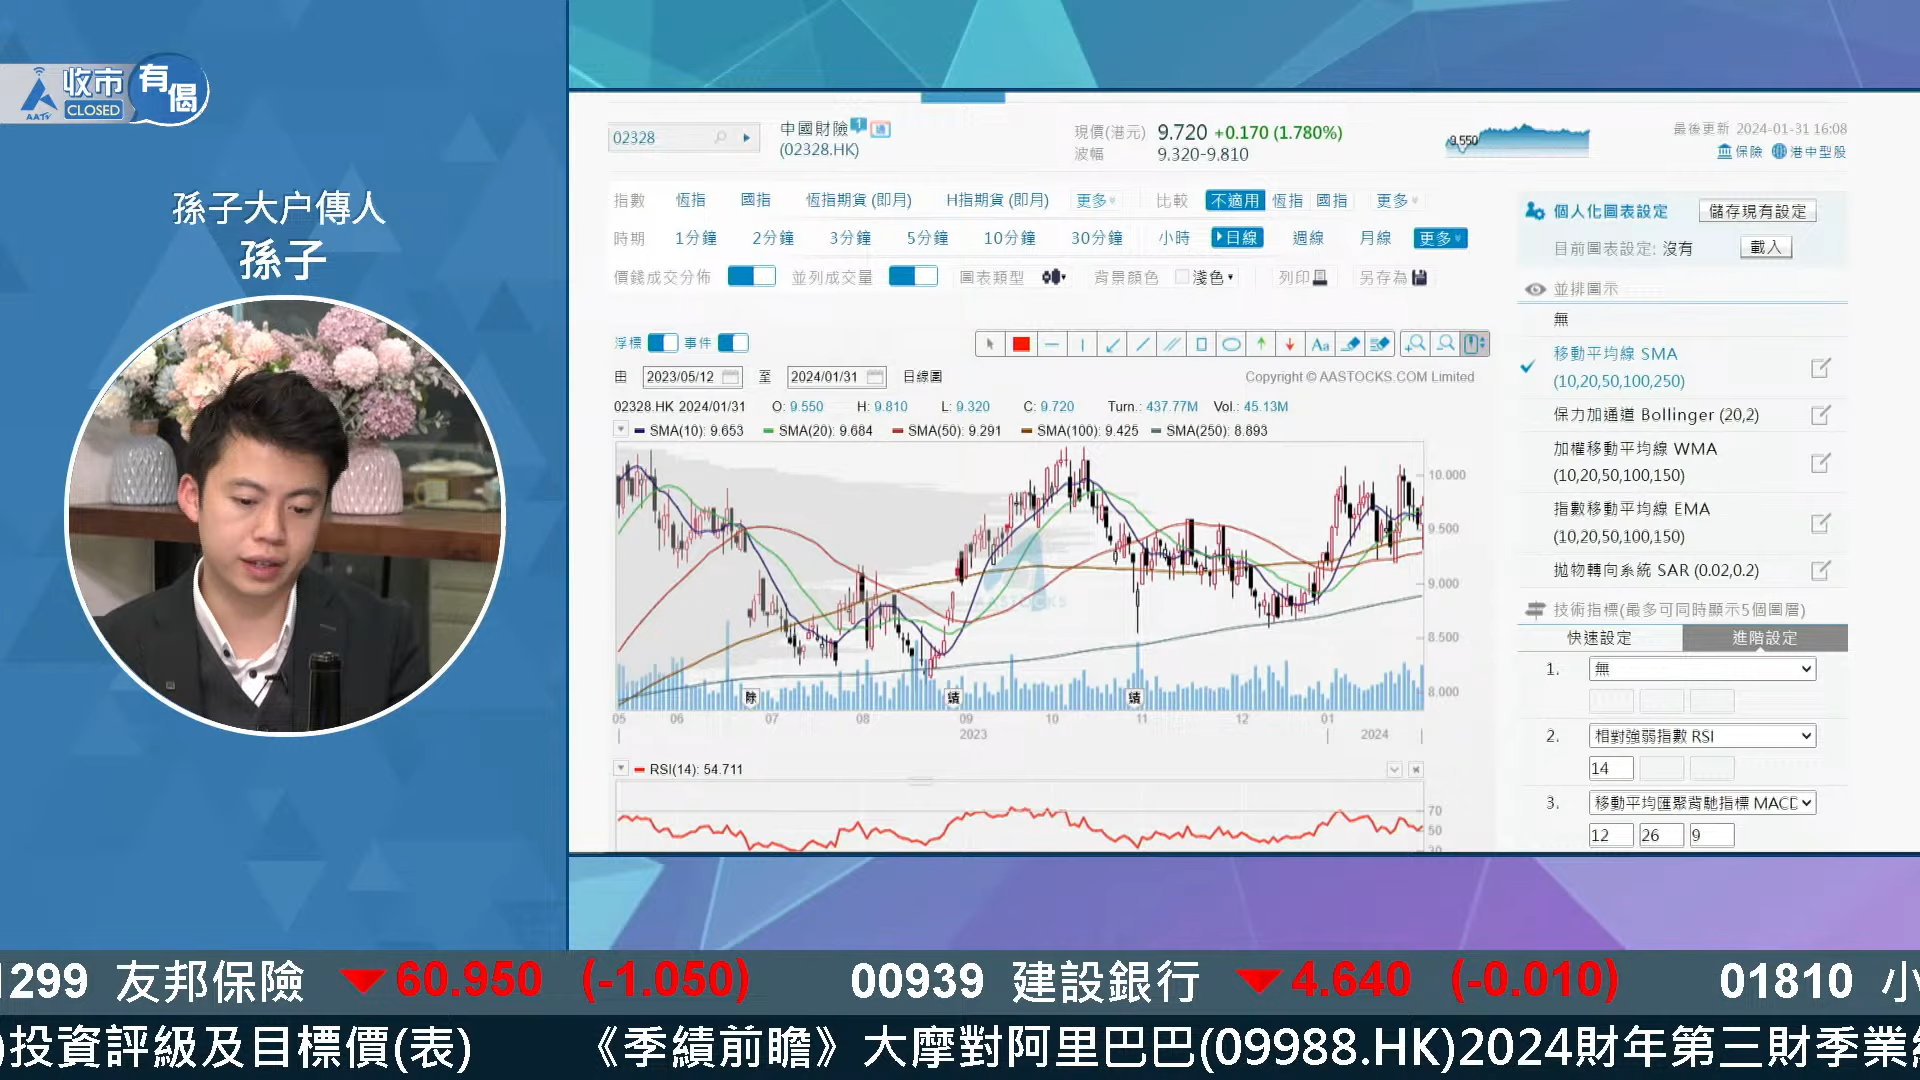 收市
CLOSED
有偈
AATV
孫子大户傳人
孫子
02328
中國財險
(02328.HK)
現價(港元) 9.720 +0.170 (1.780%)
波幅 9.320-9.810
9.550
最後更新 2024-01-31 16:08
保險 港中型股
指數 恆指 國指 恆指期貨 (即月) H指期貨 (即月) 更多 比較 不適用 恆指 國指 更多
時期 1分鐘 2分鐘 3分鐘 5分鐘 10分鐘 30分鐘 小時 日線 週線 月線 更多
價錢成交分佈 並列成交量 圖表類型 背景顏色 淺色 列印 另存為
浮標 事件
Aa
由 2023/05/12 至 2024/01/31 日線圖
Copyright © AASTOCKS.COM Limited
02328.HK 2024/01/31 O: 9.550 H: 9.810 L: 9.320 C: 9.720 Turn.: 437.77M Vol.: 45.13M
SMA(10): 9.653 SMA(20): 9.684 SMA(50): 9.291 SMA(100): 9.425 SMA(250): 8.893
10.000
9.500
9.000
8.500
8.000
AASTOCKS
除 績 績
05 06 07 08 09 10 11 12 01
2023 2024
RSI(14): 54.711
70
50
30
個人化圖表設定 儲存現有設定
目前圖表設定: 沒有 載入
並排圖示
無
移動平均線 SMA
(10,20,50,100,250)
保力加通道 Bollinger (20,2)
加權移動平均線 WMA
(10,20,50,100,150)
指數移動平均線 EMA
(10,20,50,100,150)
拋物轉向系統 SAR (0.02,0.2)
技術指標(最多可同時顯示5個圖層)
快速設定 進階設定
1. 無
2. 相對強弱指數 RSI
14
3. 移動平均匯聚背馳指標 MACD
12 26 9
1299 友邦保險 ▼60.950 (-1.050) 00939 建設銀行 ▼4.640 (-0.010) 01810 小
)投資評級及目標價(表) 《季績前瞻》大摩對阿里巴巴(09988.HK)2024財年第三財季業